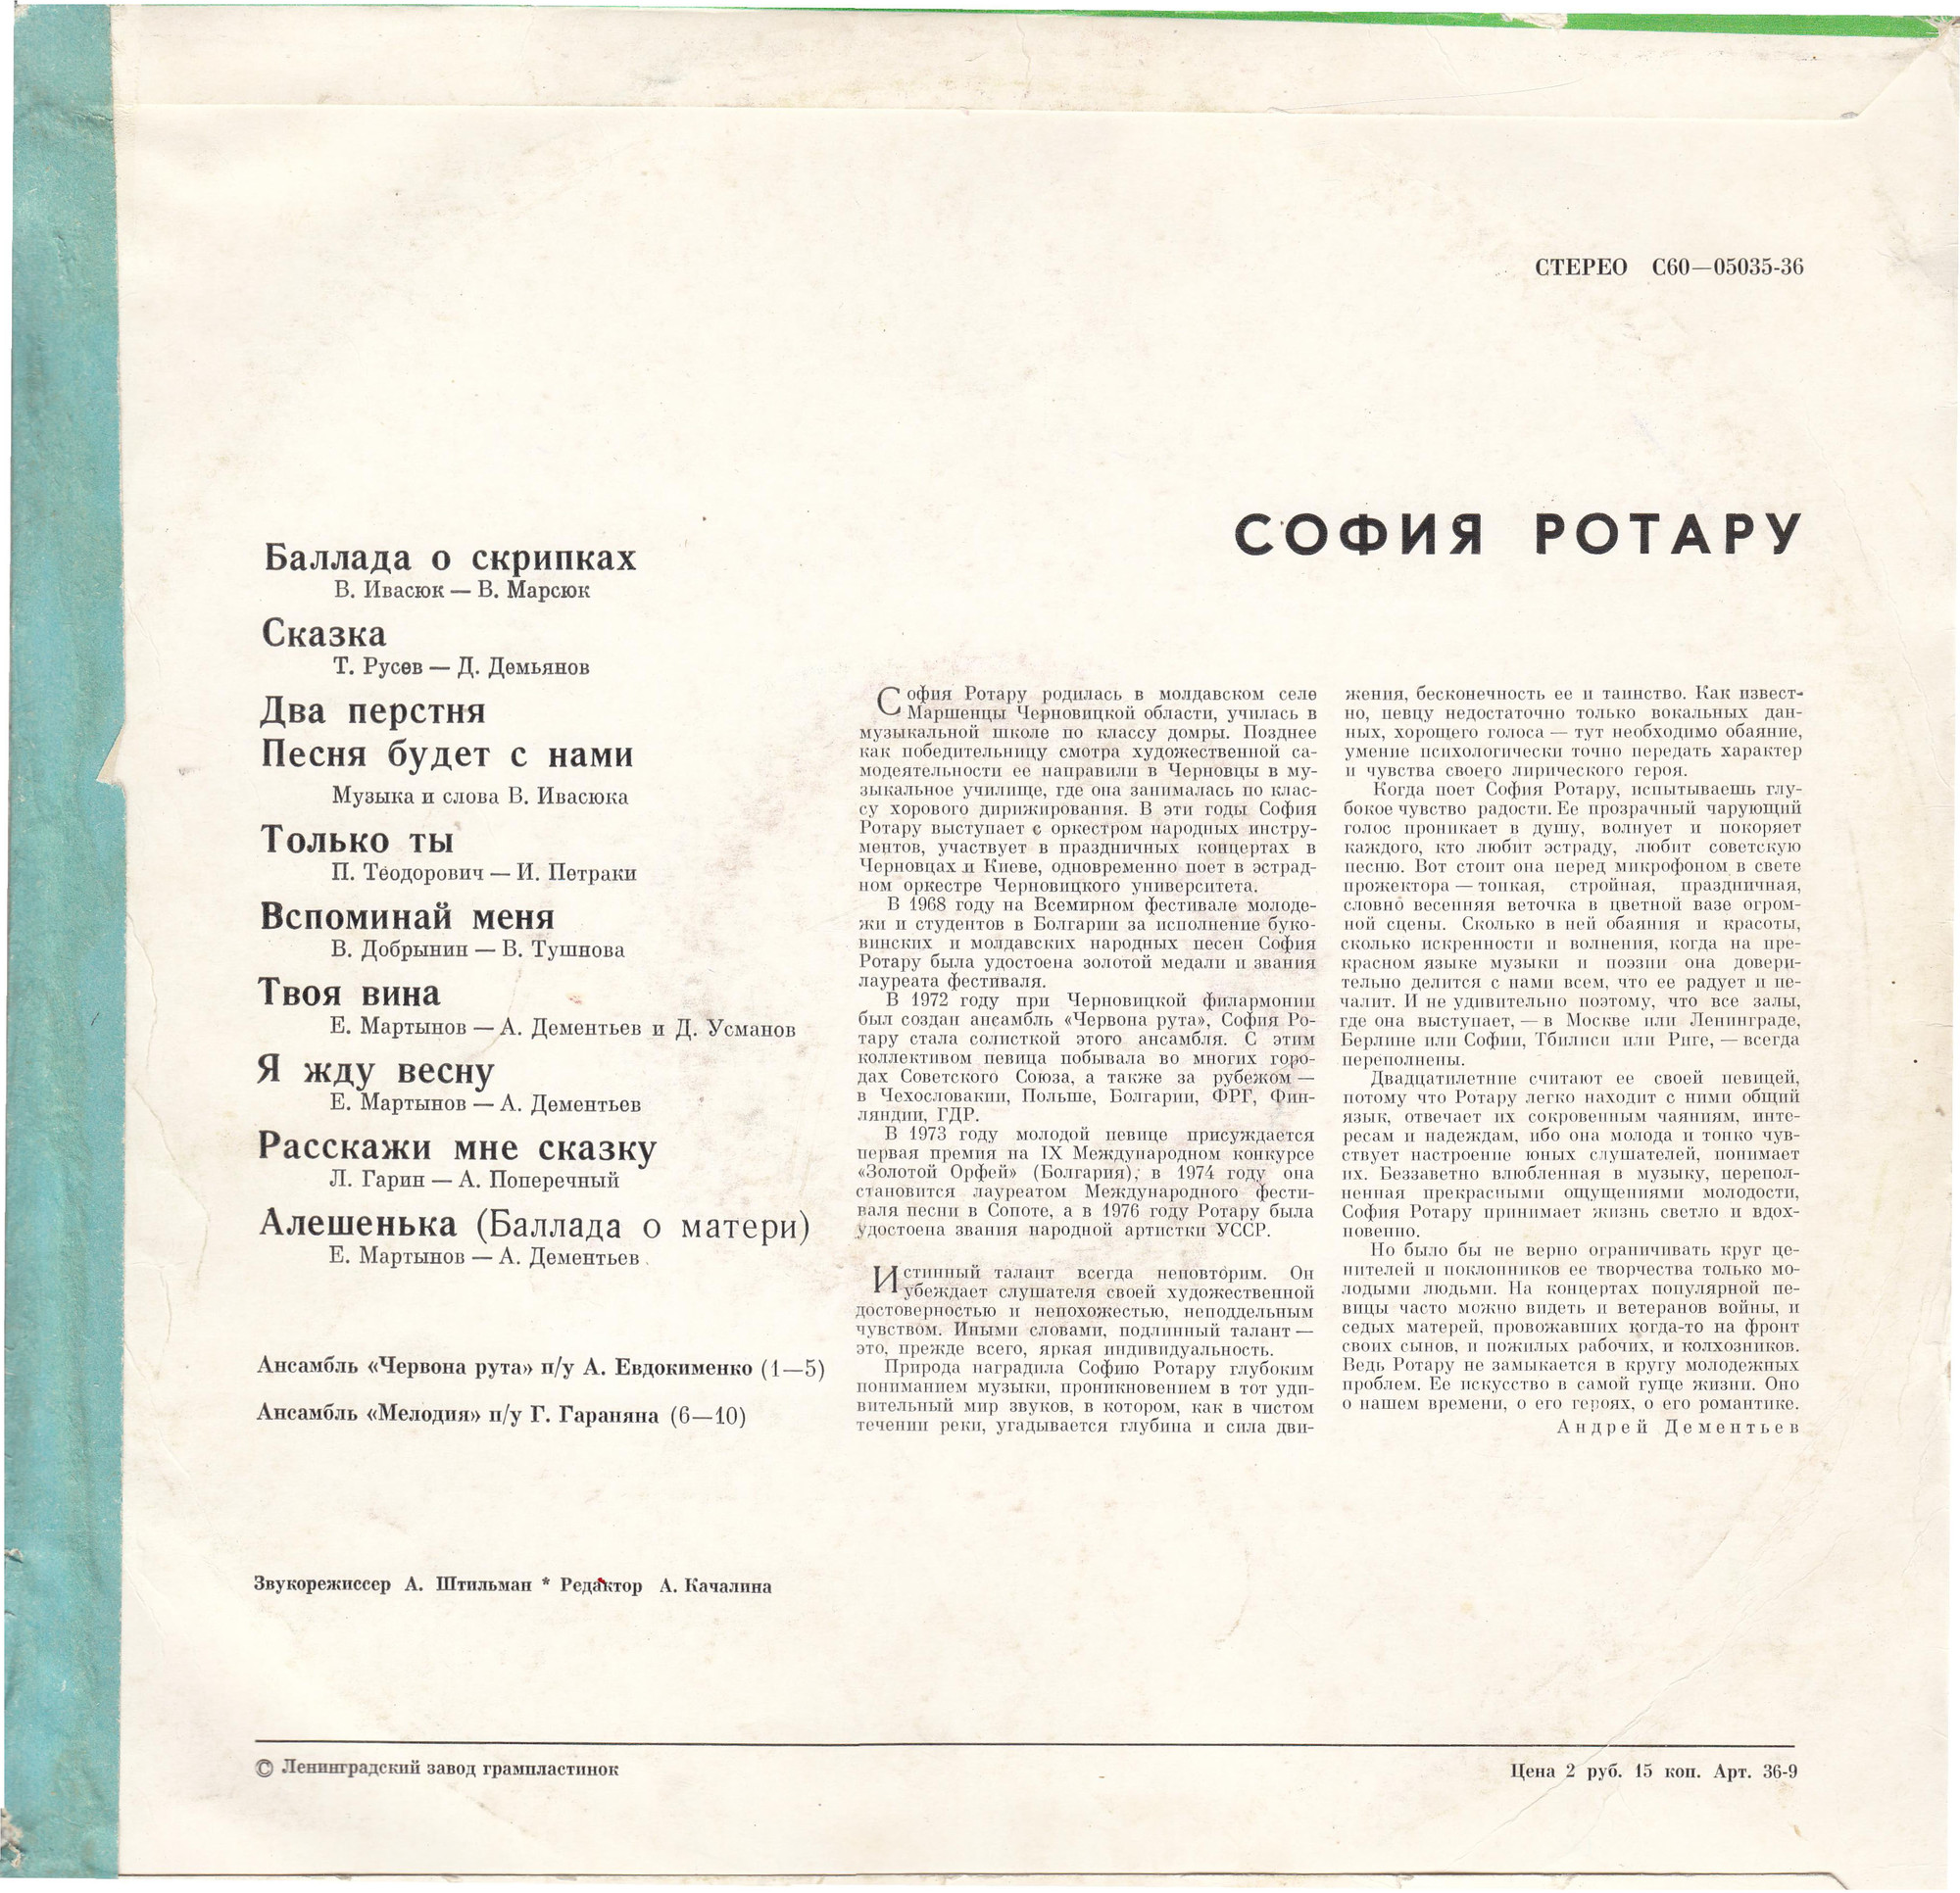 СТЕРЕО С60—05035-36
СОФИЯ РОТАРУ
Баллада о скрипках
В. Ивасюк — В. Марсюк
Сказка
Т. Русев — Д. Демьянов
Два перстня
Песня будет с нами
Музыка и слова В. Ивасюка
Только ты
П. Теодорович — И. Петраки
Вспоминай меня
В. Добрынин — В. Тушнова
Твоя вина
Е. Мартынов — А. Дементьев и Д. Усманов
Я жду весну
Е. Мартынов — А. Дементьев
Расскажи мне сказку
Л. Гарин — А. Поперечный
Алешенька (Баллада о матери)
Е. Мартынов — А. Дементьев
Ансамбль «Червона рута» п/у А. Евдокименко (1—5)
Ансамбль «Мелодия» п/у Г. Гараняна (6—10)
Звукорежиссер А. Штильман * Редактор А. Качалина
София Ротару родилась в молдавском селе
Маршенцы Черновицкой области, училась в
музыкальной школе по классу домры. Позднее
как победительницу смотра художественной са-
модеятельности ее направили в Черновцы в му-
зыкальное училище, где она занималась по клас-
су хорового дирижирования. В эти годы София
Ротару выступает с оркестром народных инстру-
ментов, участвует в праздничных концертах в
Черновцах и Киеве, одновременно поет в эстрад-
ном оркестре Черновицкого университета.
В 1968 году на Всемирном фестивале молоде-
жи и студентов в Болгарии за исполнение буко-
винских и молдавских народных песен София
Ротару была удостоена золотой медали и звания
лауреата фестиваля.
В 1972 году при Черновицкой филармонии
был создан ансамбль «Червона рута», София Ро-
тару стала солисткой этого ансамбля. С этим
коллективом певица побывала во многих горо-
дах Советского Союза, а также за рубежом —
в Чехословакии, Польше, Болгарии, ФРГ, Фин-
ляндии, ГДР.
В 1973 году молодой певице присуждается
первая премия на IX Международном конкурсе
«Золотой Орфей» (Болгария); в 1974 году она
становится лауреатом Международного фести-
валя песни в Сопоте, а в 1976 году Ротару была
удостоена звания народной артистки УССР.
Истинный талант всегда неповторим. Он
убеждает слушателя своей художественной
достоверностью и непохожестью, неподдельным
чувством. Иными словами, подлинный талант —
это, прежде всего, яркая индивидуальность.
Природа наградила Софию Ротару глубоким
пониманием музыки, проникновением в тот уди-
вительный мир звуков, в котором, как в чистом
течении реки, угадывается глубина и сила дви-
жения, бесконечность ее и таинство. Как извест-
но, певцу недостаточно только вокальных дан-
ных, хорошего голоса — тут необходимо обаяние,
умение психологически точно передать характер
и чувства своего лирического героя.
Когда поет София Ротару, испытываешь глу-
бокое чувство радости. Ее прозрачный чарующий
голос проникает в душу, волнует и покоряет
каждого, кто любит эстраду, любит советскую
песню. Вот стоит она перед микрофоном в свете
прожектора — тонкая, стройная, праздничная,
словно весенняя веточка в цветной вазе огром-
ной сцены. Сколько в ней обаяния и красоты,
сколько искренности и волнения, когда на пре-
красном языке музыки и поэзии она довери-
тельно делится с нами всем, что ее радует и пе-
чалит. И не удивительно поэтому, что все залы,
где она выступает, — в Москве или Ленинграде,
Берлине или Софии, Тбилиси или Риге, — всегда
переполнены.
Двадцатилетние считают ее своей певицей,
потому что Ротару легко находит с ними общий
язык, отвечает их сокровенным чаяниям, инте-
ресам и надеждам, ибо она молода и тонко чув-
ствует настроение юных слушателей, понимает
их. Беззаветно влюбленная в музыку, перепол-
ненная прекрасными ощущениями молодости,
София Ротару принимает жизнь светло и вдох-
новенно.
Но было бы не верно ограничивать круг це-
нителей и поклонников ее творчества только мо-
лодыми людьми. На концертах популярной пе-
вицы часто можно видеть и ветеранов войны, и
седых матерей, провожавших когда-то на фронт
своих сынов, и пожилых рабочих, и колхозников.
Ведь Ротару не замыкается в кругу молодежных
проблем. Ее искусство в самой гуще жизни. Оно
о нашем времени, о его героях, о его романтике.
Андрей Дементьев
© Ленинградский завод грампластинок
Цена 2 руб. 15 коп. Арт. 36-9